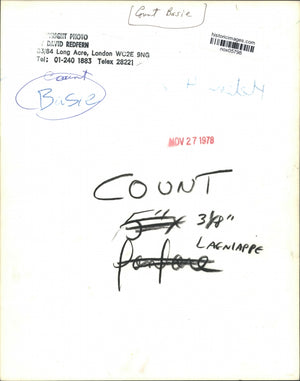 Count Basie
COPYRIGHT PHOTO
DAVID REDFERN
83/84 Long Acre, London WC2E 9NG
Tel: 01-240 1883 Telex 28221
historicimages.com
Count
Basie
NOV 27 1978
COUNT
3/8"
LAGNIAPPE